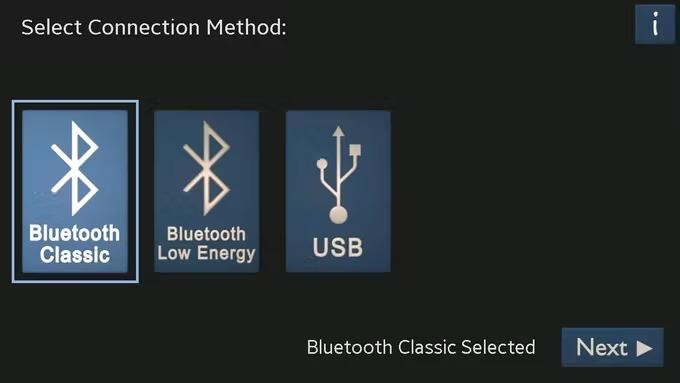 Select Connection Method:
i
Bluetooth
Classic
Bluetooth
Low Energy
USB
Bluetooth Classic Selected
Next